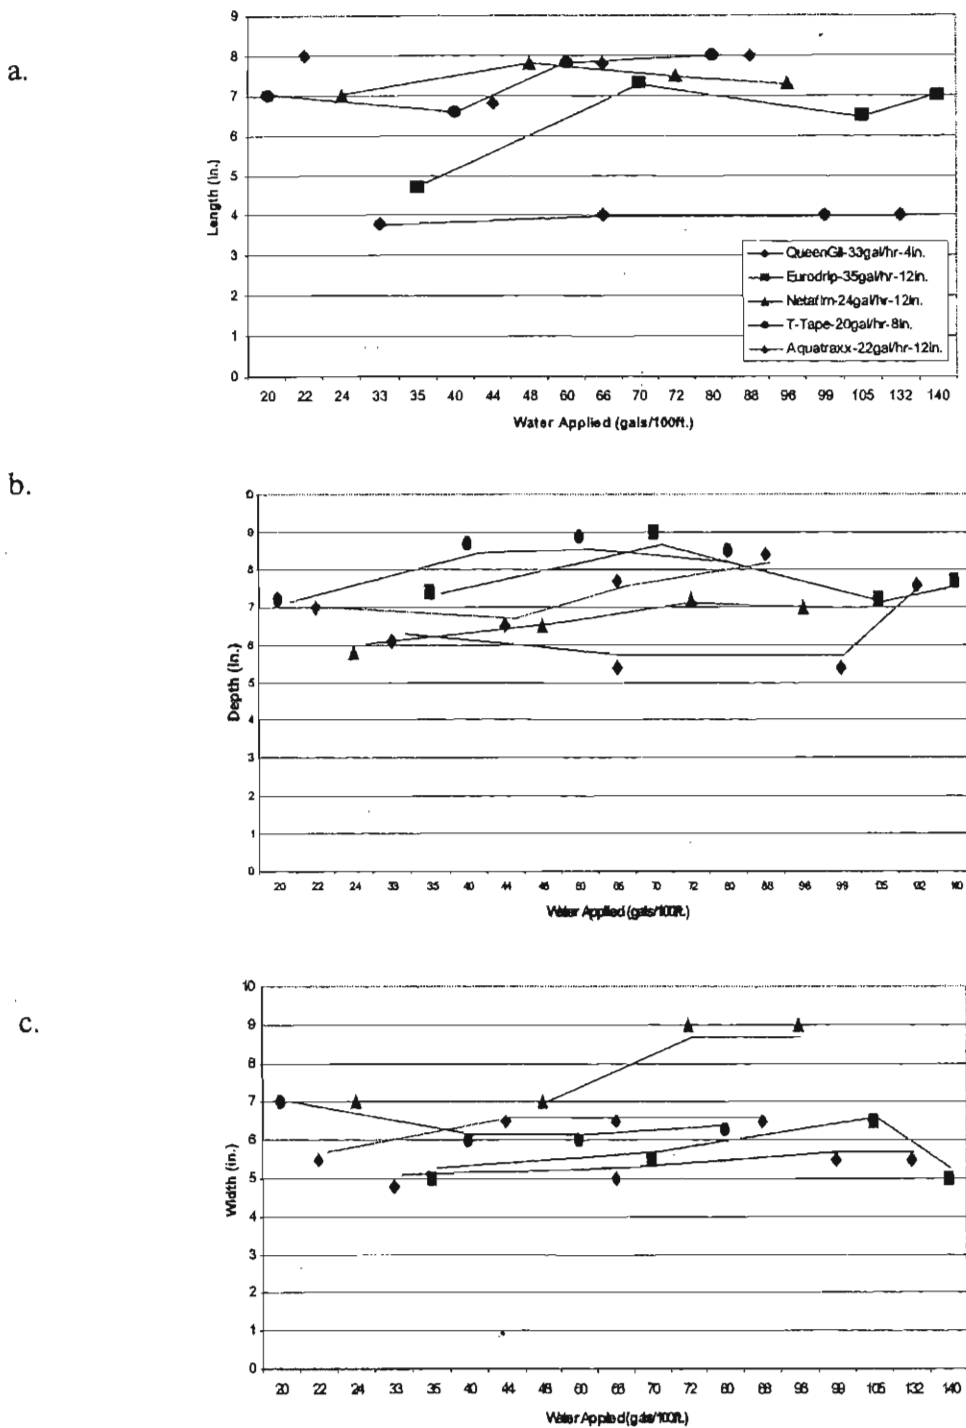 a.
9
8
7
6
5
4
3
2
1
0
Length (in.)
QueenGil-33gal/hr-4in.
Eurodrip-35gal/hr-12in.
Netafim-24gal/hr-12in.
T-Tape-20gal/hr-8in.
Aquatraxx-22gal/hr-12in.
20 22 24 33 35 40 44 48 60 66 70 72 80 88 96 99 105 132 140
Water Applied (gals/100ft.)
b.
9
8
7
6
5
4
3
2
1
0
Depth (in.)
20 22 24 33 35 40 44 48 60 66 70 72 80 88 96 99 105 132 140
Water Applied (gals/100ft.)
c.
10
9
8
7
6
5
4
3
2
1
0
Width (in.)
20 22 24 33 35 40 44 48 60 66 70 72 80 88 96 99 105 132 140
Water Applied (gals/100ft.)